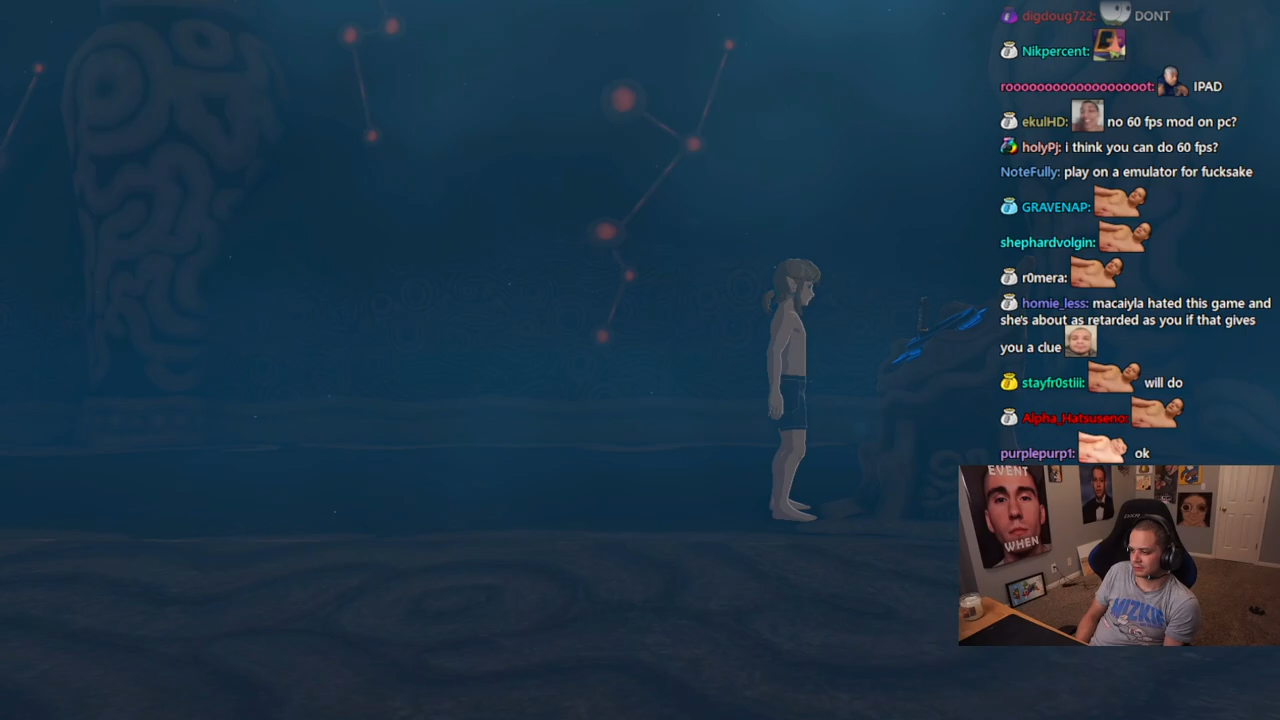 digdoug722: DONT
Nikpercent:
roooooooooooooooooot: IPAD
ekulHD: no 60 fps mod on pc?
holyPj: i think you can do 60 fps?
NoteFully: play on a emulator for fucksake
GRAVENAP:
shephardvolgin:
r0mera:
homie_less: macaiyla hated this game and
she's about as retarded as you if that gives
you a clue
stayfr0stiii: will do
Alpha_Hatsuseno:
purplepurp1: ok
EVENT
WHEN
MIZKIF